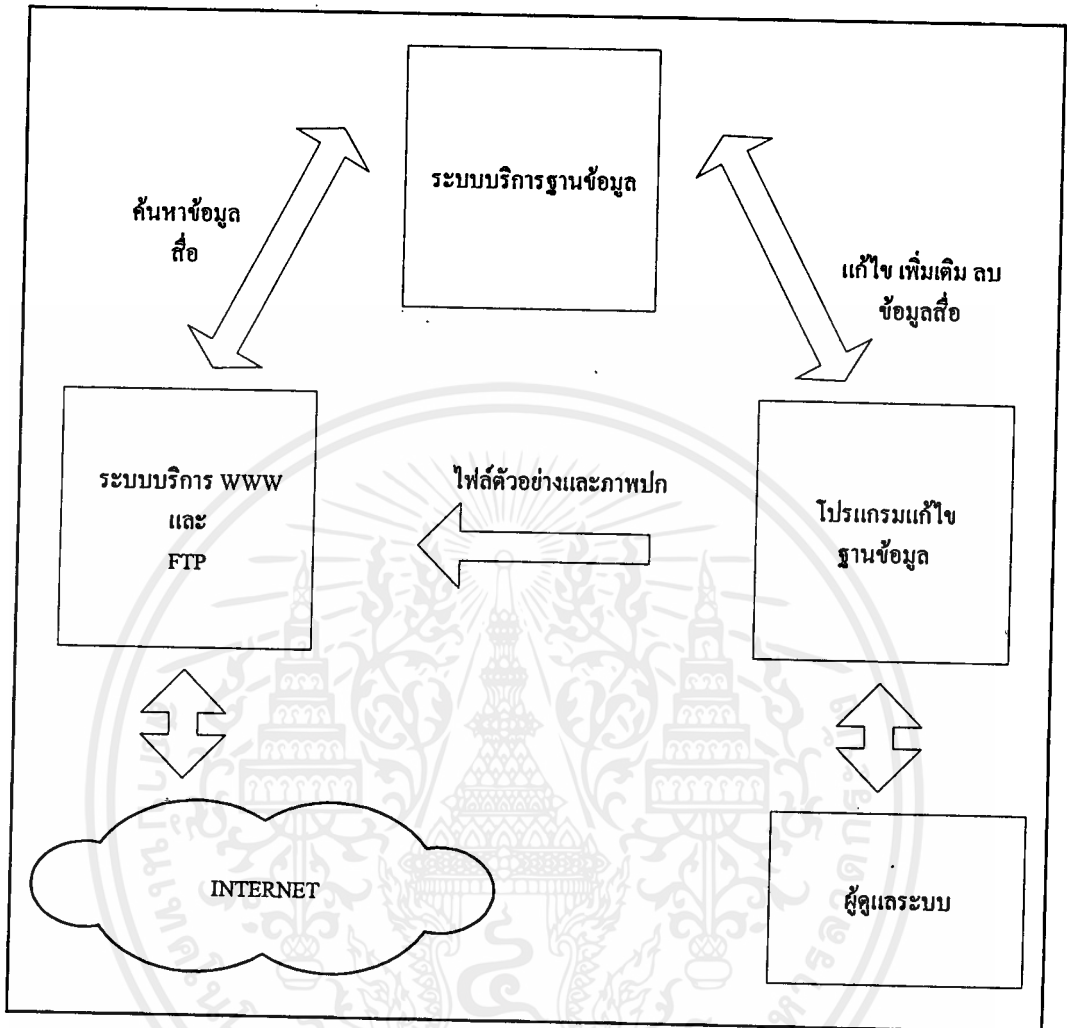 ระบบบริการฐานข้อมูล
ค้นหาข้อมูล
สื่อ
แก้ไข เพิ่มเติม ลบ
ข้อมูลสื่อ
ระบบบริการ WWW
และ
FTP
ไฟล์ตัวอย่างและภาพปก
โปรแกรมแก้ไข
ฐานข้อมูล
INTERNET
ผู้ดูแลระบบ